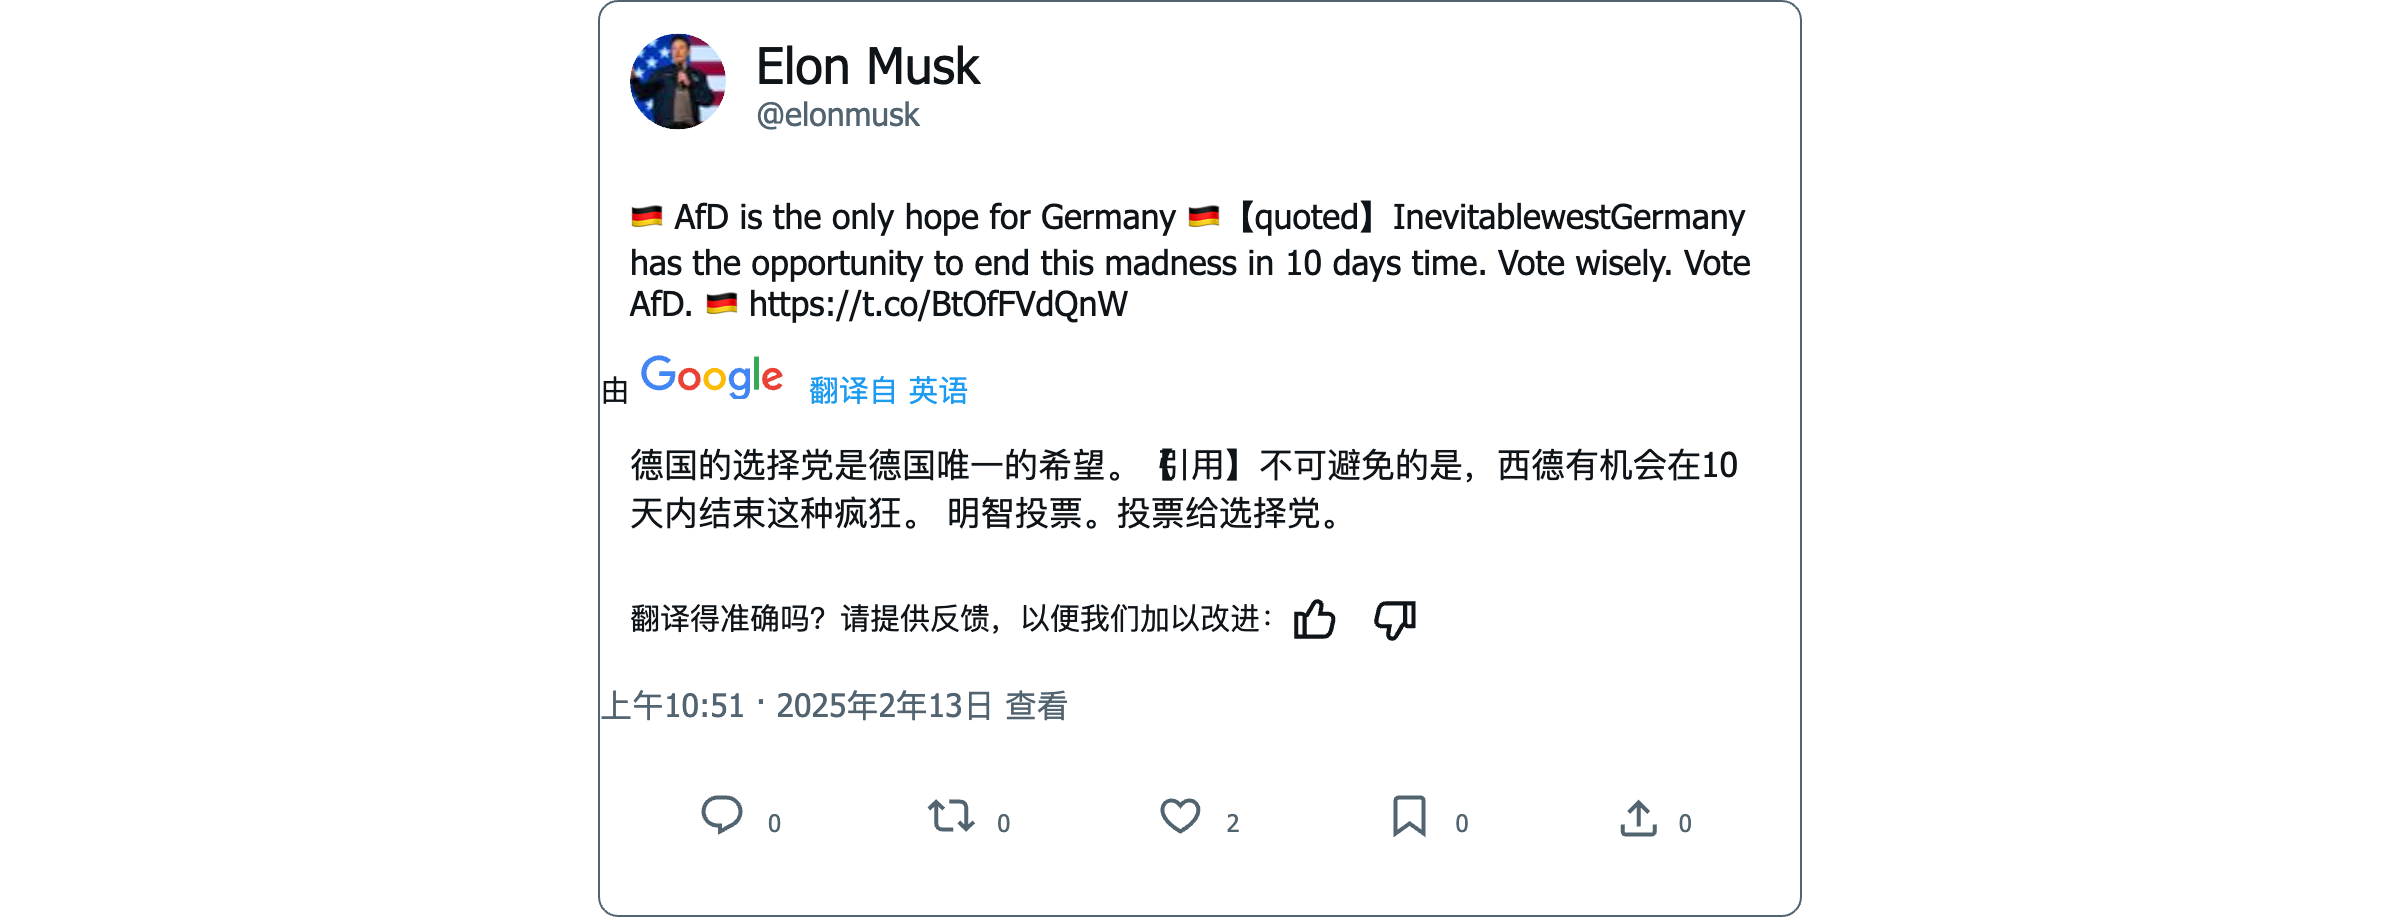 Elon Musk
@elonmusk
🇩🇪 AfD is the only hope for Germany 🇩🇪【quoted】InevitablewestGermany
has the opportunity to end this madness in 10 days time. Vote wisely. Vote
AfD. 🇩🇪 https://t.co/BtOfFVdQnW
由 Google 翻译自 英语
德国的选择党是德国唯一的希望。【引用】不可避免的是，西德有机会在10
天内结束这种疯狂。 明智投票。投票给选择党。
翻译得准确吗？请提供反馈，以便我们加以改进：
上午10:51 · 2025年2年13日 查看
0 0 2 0 0